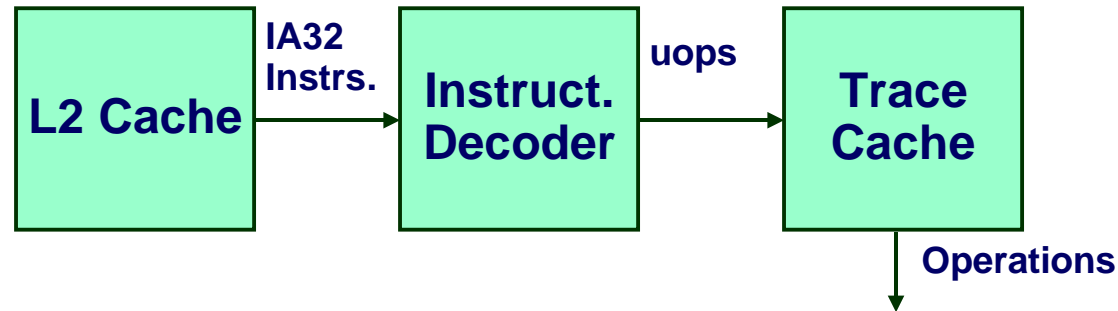 L2 Cache
IA32
Instrs.
Instruct.
Decoder
uops
Trace
Cache
Operations